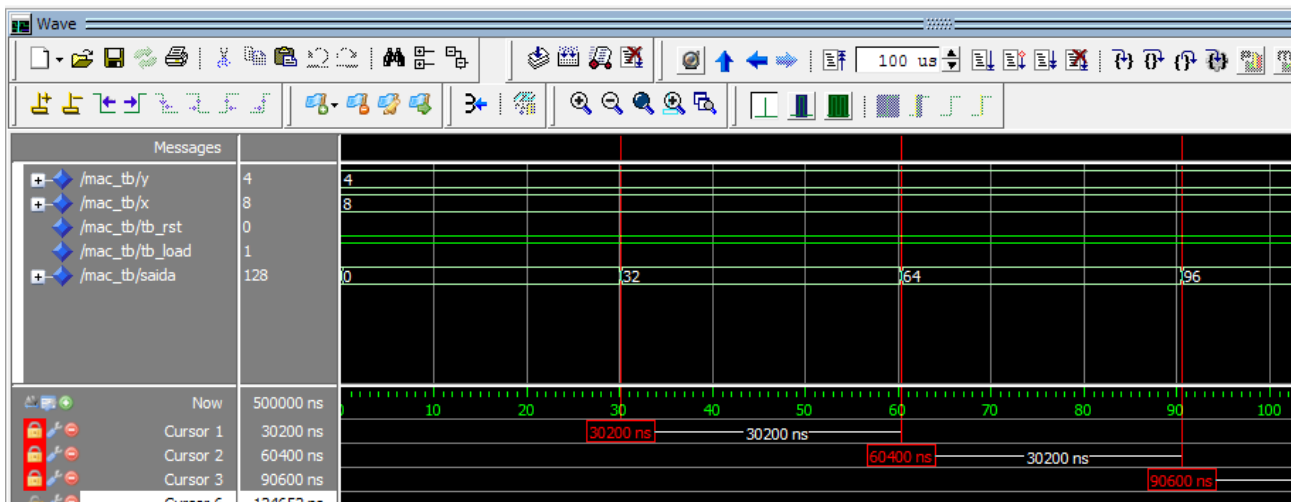 Wave
100 us
Messages
/mac_tb/y 4 4
/mac_tb/x 8 8
/mac_tb/tb_rst 0
/mac_tb/tb_load 1
/mac_tb/saida 128 0 32 64 96
Now 500000 ns 10 20 30 40 50 60 70 80 90 100
Cursor 1 30200 ns 30200 ns 30200 ns
Cursor 2 60400 ns 60400 ns 30200 ns
Cursor 3 90600 ns 90600 ns